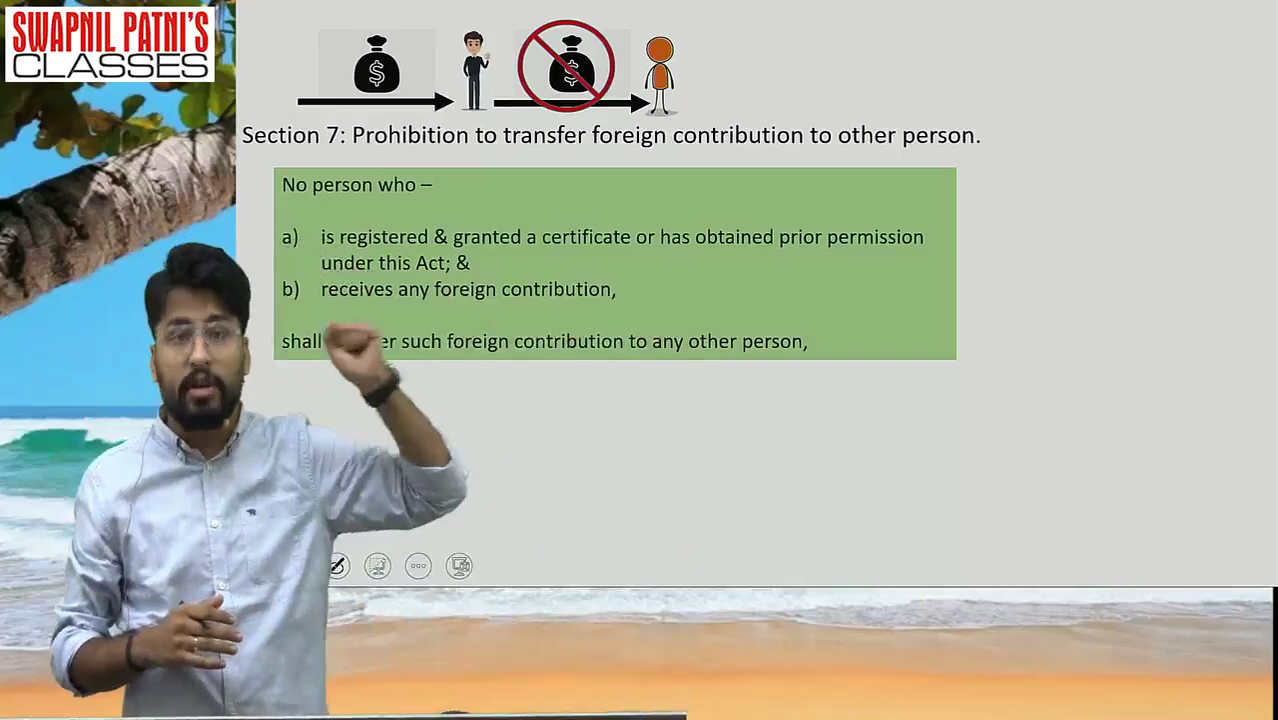 SWAPNIL PATNI'S
CLASSES
$
$
Section 7: Prohibition to transfer foreign contribution to other person.
No person who –
a) is registered & granted a certificate or has obtained prior permission
under this Act; &
b) receives any foreign contribution,
shall such foreign contribution to any other person,